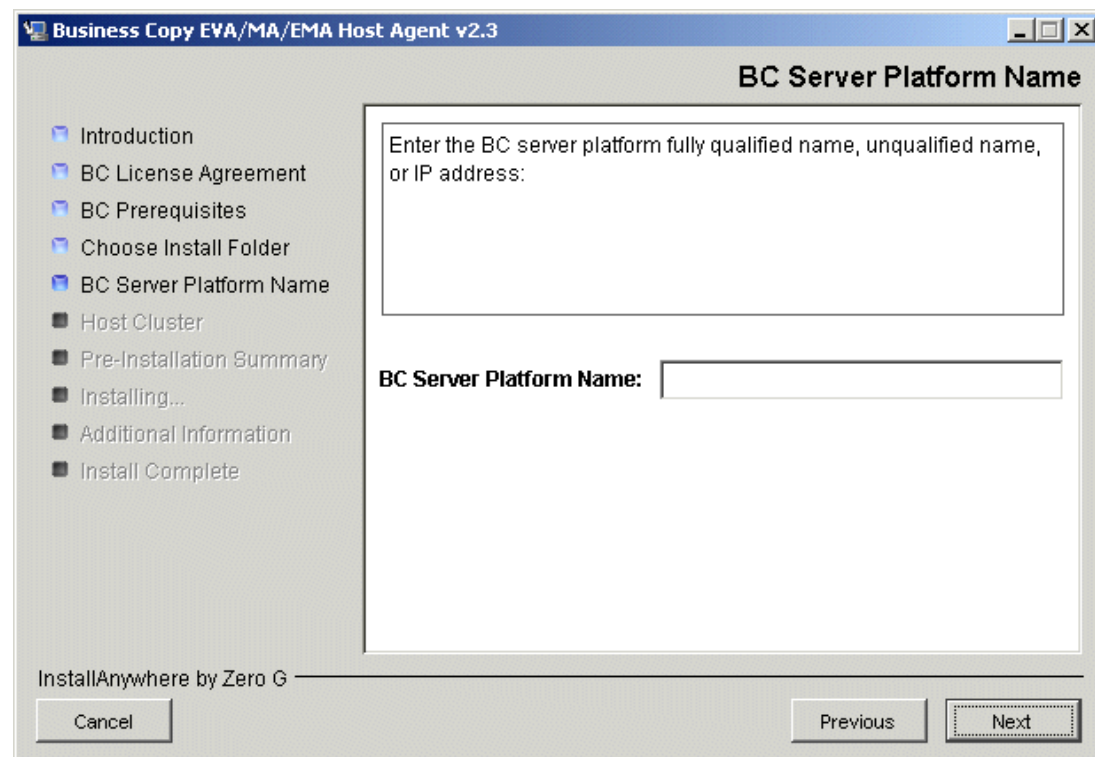 Business Copy EVA/MA/EMA Host Agent v2.3
BC Server Platform Name
Introduction
BC License Agreement
BC Prerequisites
Choose Install Folder
BC Server Platform Name
Host Cluster
Pre-Installation Summary
Installing...
Additional Information
Install Complete
Enter the BC server platform fully qualified name, unqualified name,
or IP address:
BC Server Platform Name:
InstallAnywhere by Zero G
Cancel
Previous
Next